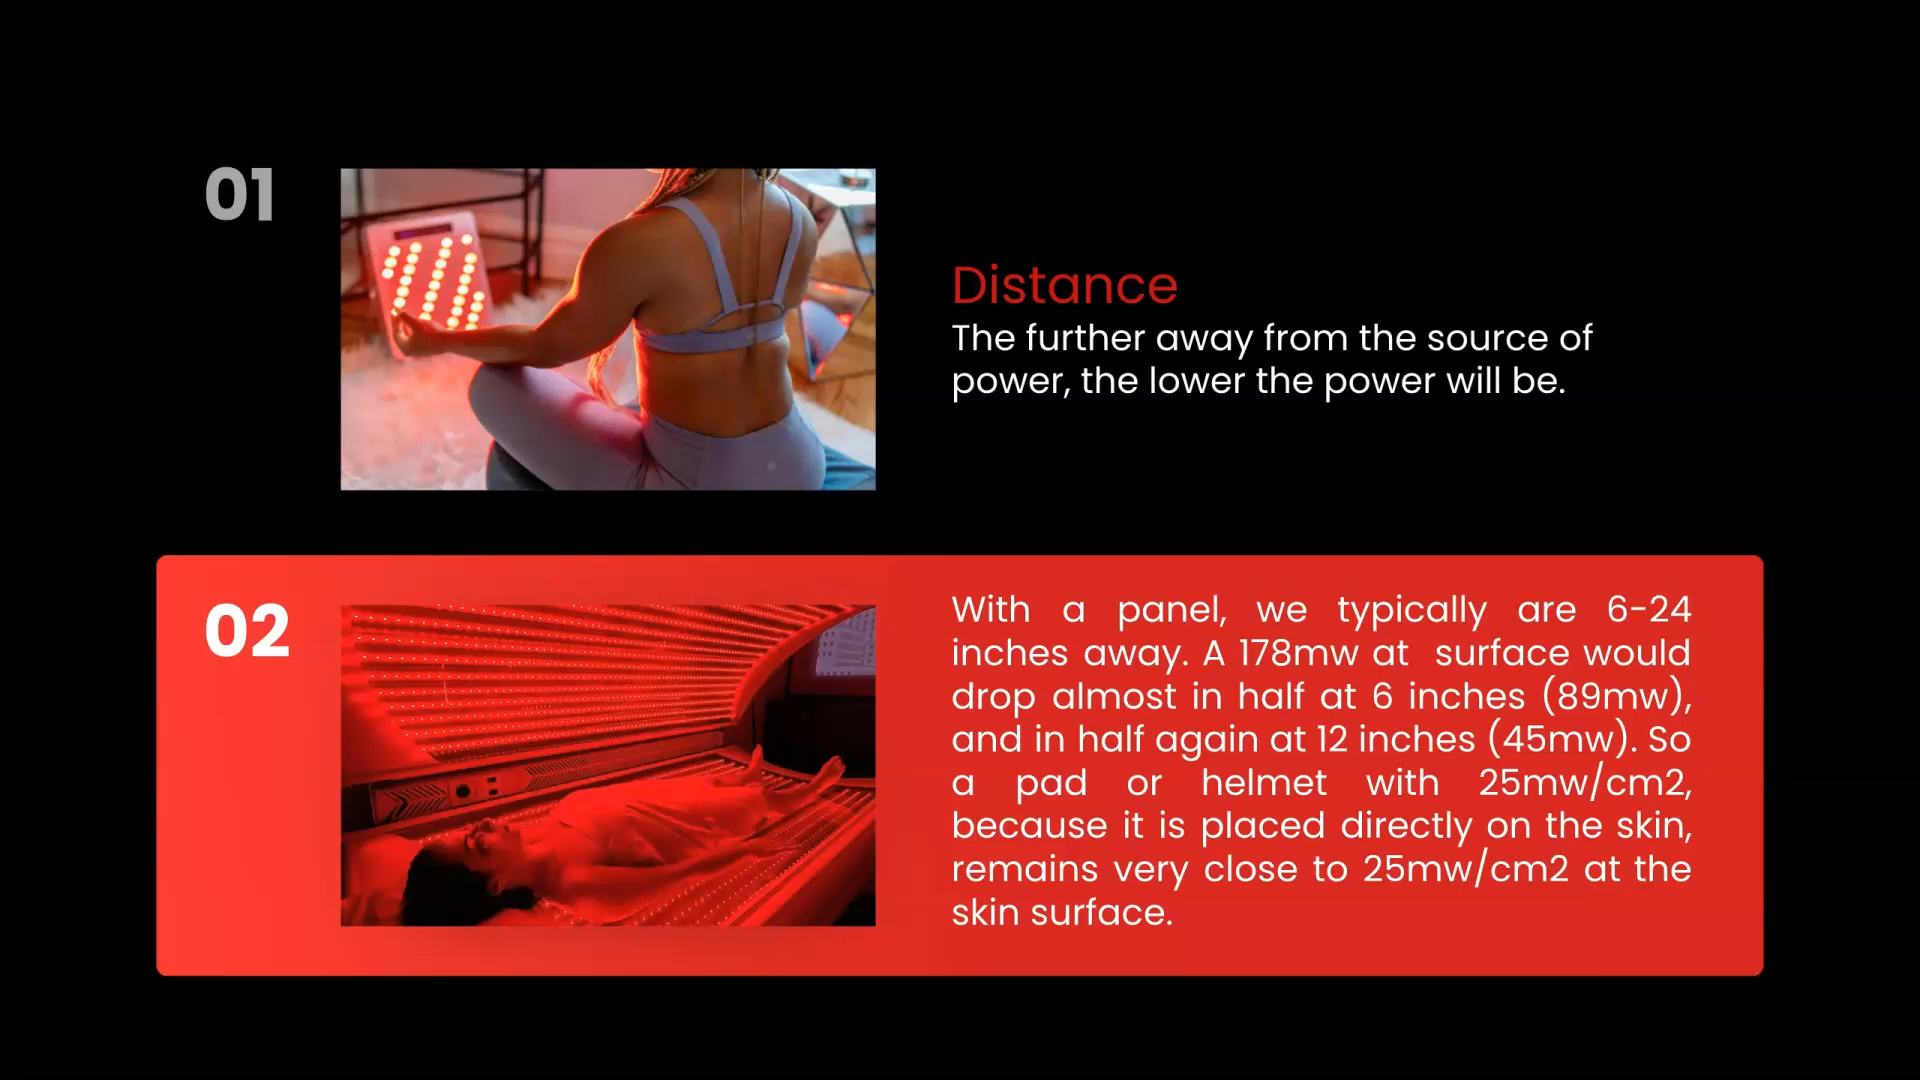 01
Distance
The further away from the source of
power, the lower the power will be.
02
With a panel, we typically are 6-24
inches away. A 178mw at surface would
drop almost in half at 6 inches (89mw),
and in half again at 12 inches (45mw). So
a pad or helmet with 25mw/cm2,
because it is placed directly on the skin,
remains very close to 25mw/cm2 at the
skin surface.